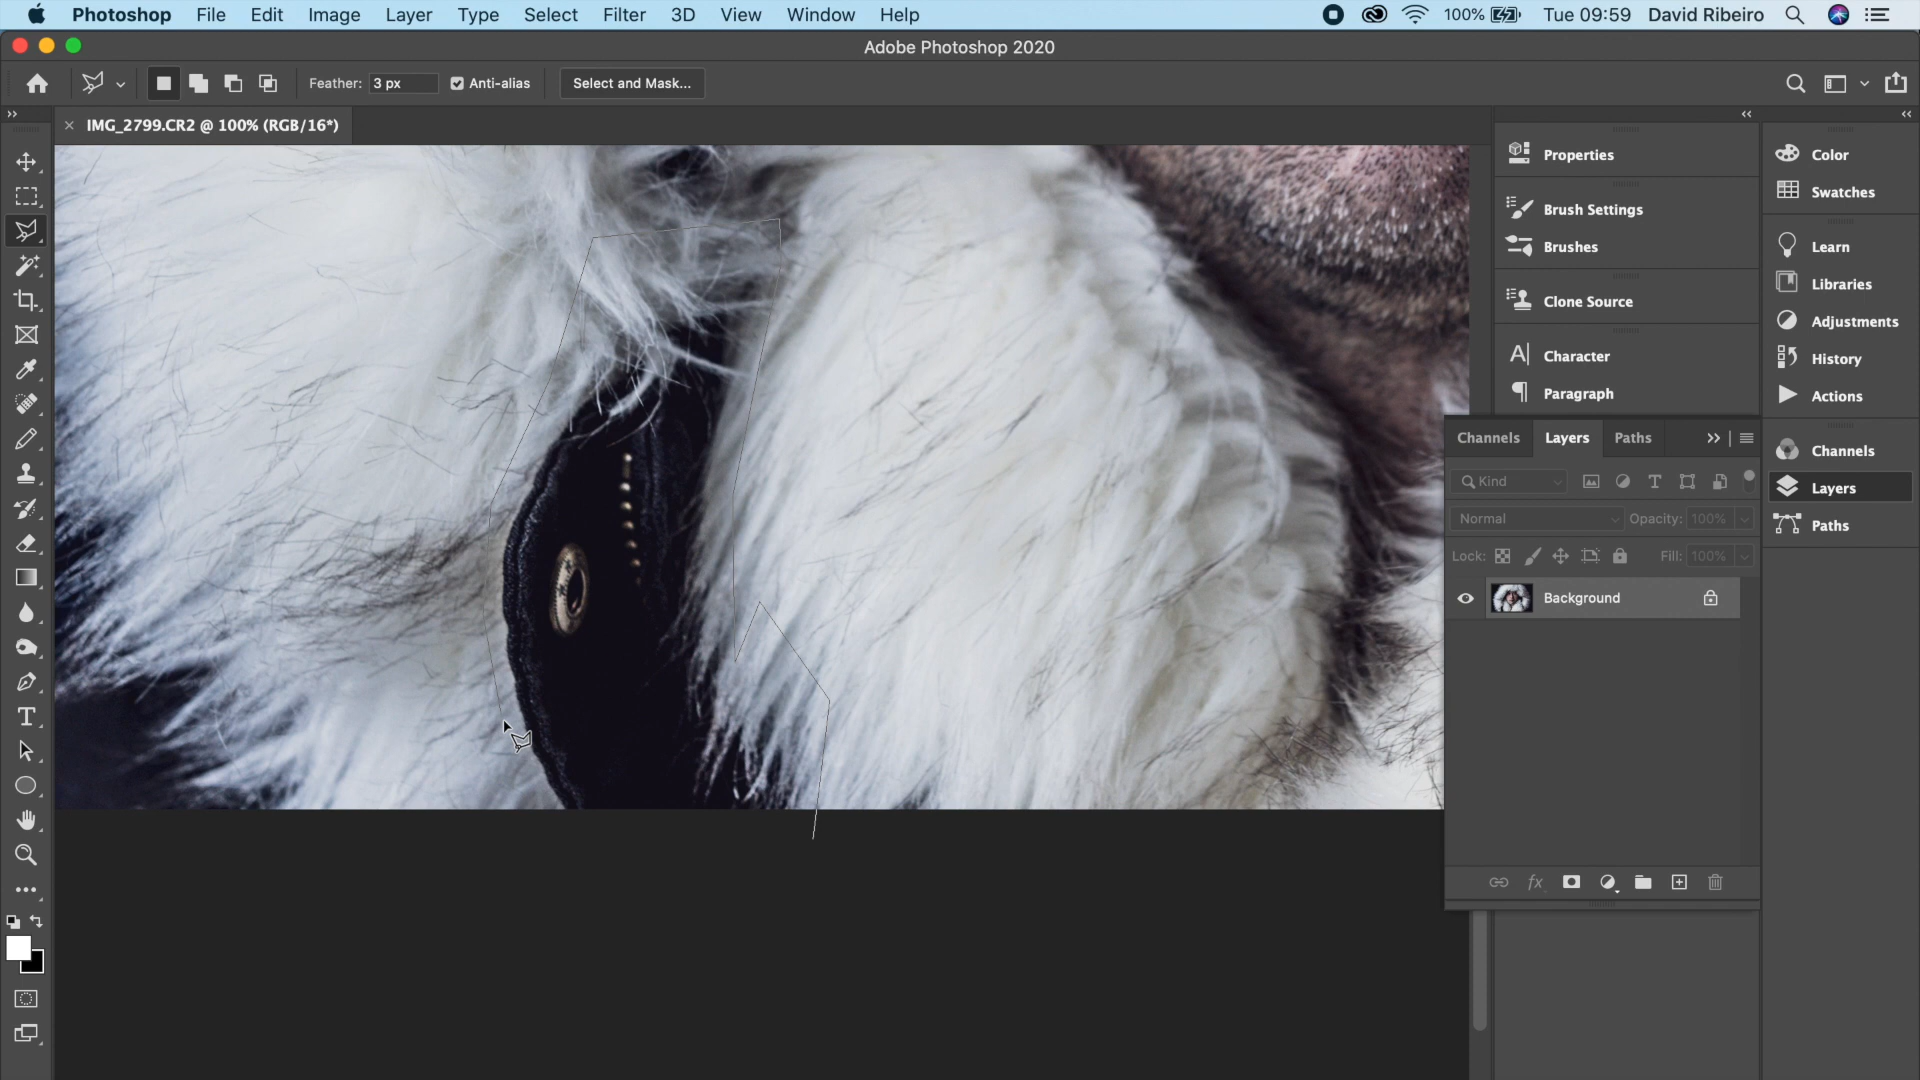 Photoshop File Edit Image Layer Type Select Filter 3D View Window Help 100% Tue 09:59 David Ribeiro
Adobe Photoshop 2020
Feather: 3 px Anti-alias Select and Mask...
IMG_2799.CR2 @ 100% (RGB/16*)
Properties
Brush Settings
Brushes
Clone Source
Character
Paragraph
Color
Swatches
Learn
Libraries
Adjustments
History
Actions
Channels
Layers
Paths
Channels Layers Paths
Kind
Normal Opacity: 100%
Lock: Fill: 100%
Background
fx